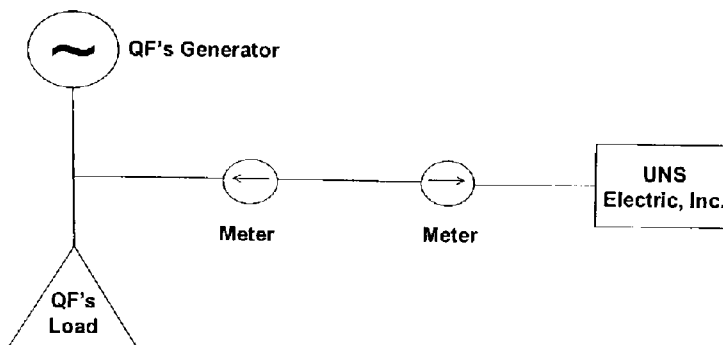 QF's Generator
UNS
Electric, Inc.
Meter
Meter
QF's
Load